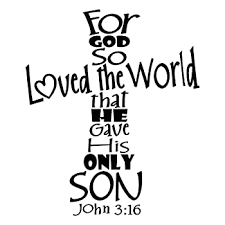 For
GOD
SO
Loved the World
that
HE
Gave
His
ONLY
SON
John 3:16